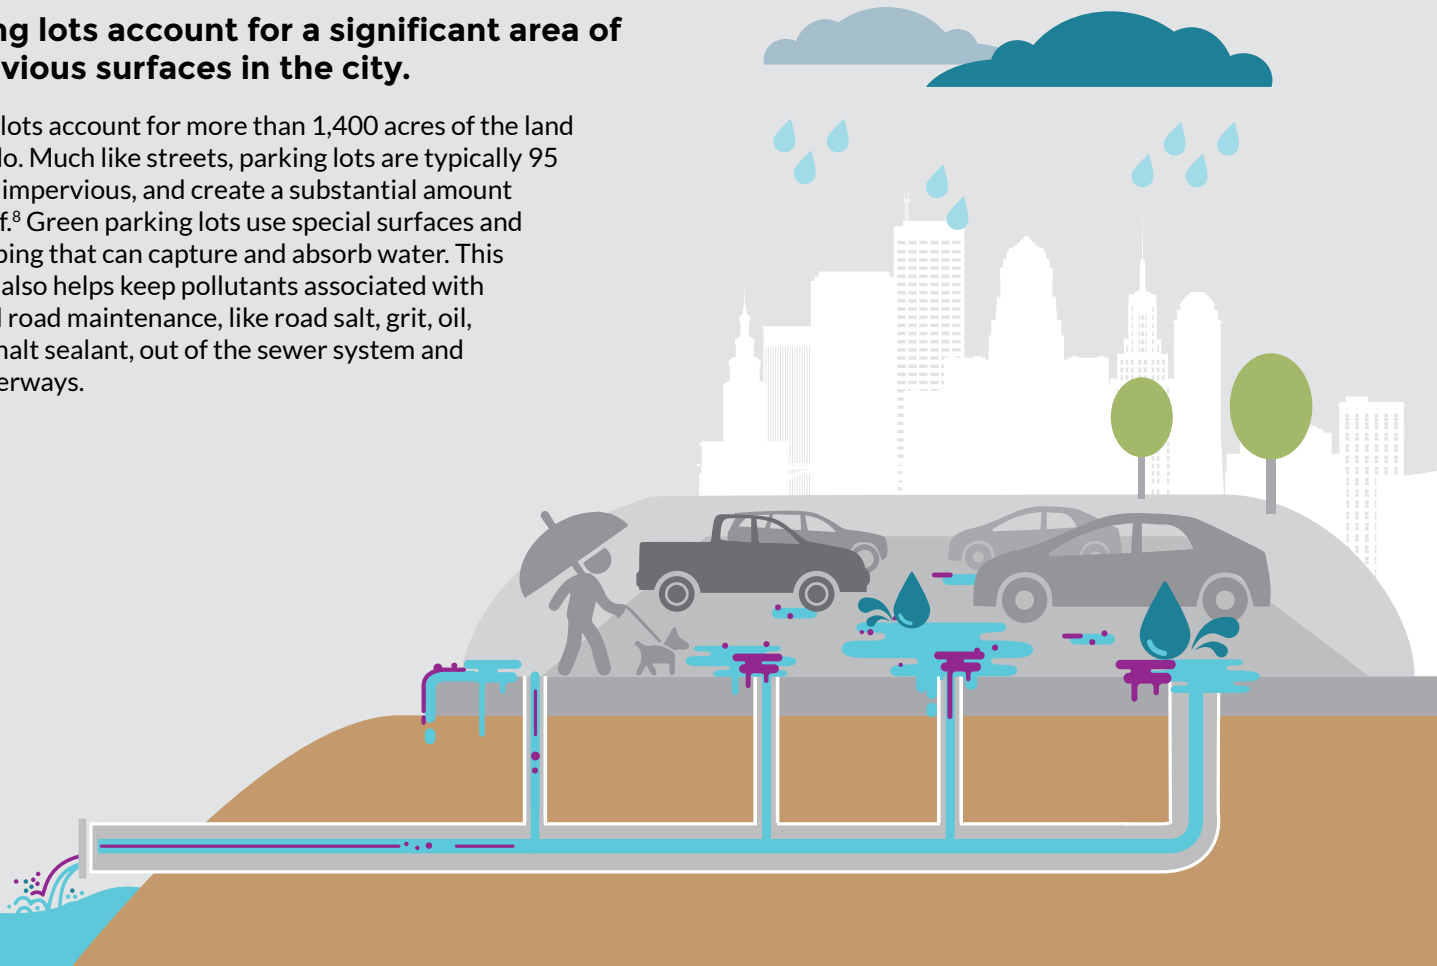 ng lots account for a significant area of
vious surfaces in the city.
lots account for more than 1,400 acres of the land
lo. Much like streets, parking lots are typically 95
impervious, and create a substantial amount
f.⁸ Green parking lots use special surfaces and
ping that can capture and absorb water. This
also helps keep pollutants associated with
l road maintenance, like road salt, grit, oil,
halt sealant, out of the sewer system and
erways.